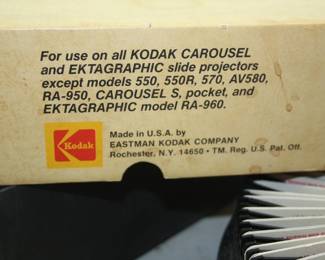 For use on all KODAK CAROUSEL
and EKTAGRAPHIC slide projectors
except models 550, 550R, 570, AV580,
RA-950, CAROUSEL S, pocket, and
EKTAGRAPHIC model RA-960.
Kodak
Made in U.S.A. by
EASTMAN KODAK COMPANY
Rochester, N.Y. 14650 • TM. Reg. U.S. Pat. Off.